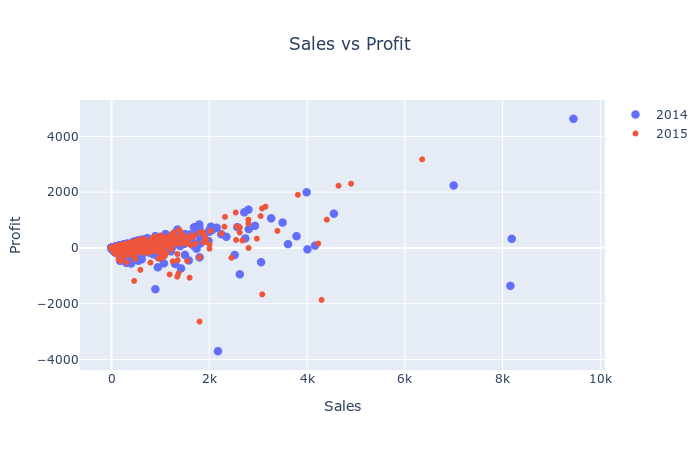 Sales vs Profit
2014
2015
4000
2000
0
−2000
−4000
Profit
0
2k
4k
6k
8k
10k
Sales